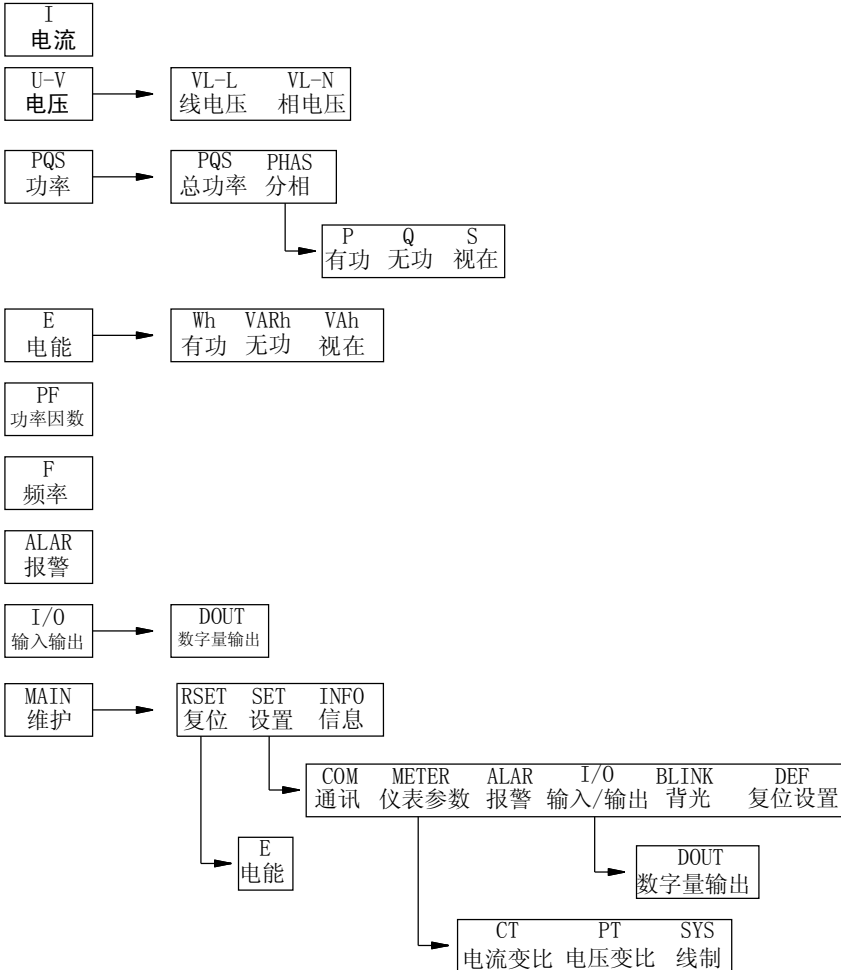 I
电流
U-V
电压
VL-L VL-N
线电压 相电压
PQS
功率
PQS PHAS
总功率 分相
P Q S
有功 无功 视在
E
电能
Wh VARh VAh
有功 无功 视在
PF
功率因数
F
频率
ALAR
报警
I/O
输入输出
DOUT
数字量输出
MAIN
维护
RSET SET INFO
复位 设置 信息
COM METER ALAR I/O BLINK DEF
通讯 仪表参数 报警 输入/输出 背光 复位设置
E
电能
DOUT
数字量输出
CT PT SYS
电流变比 电压变比 线制